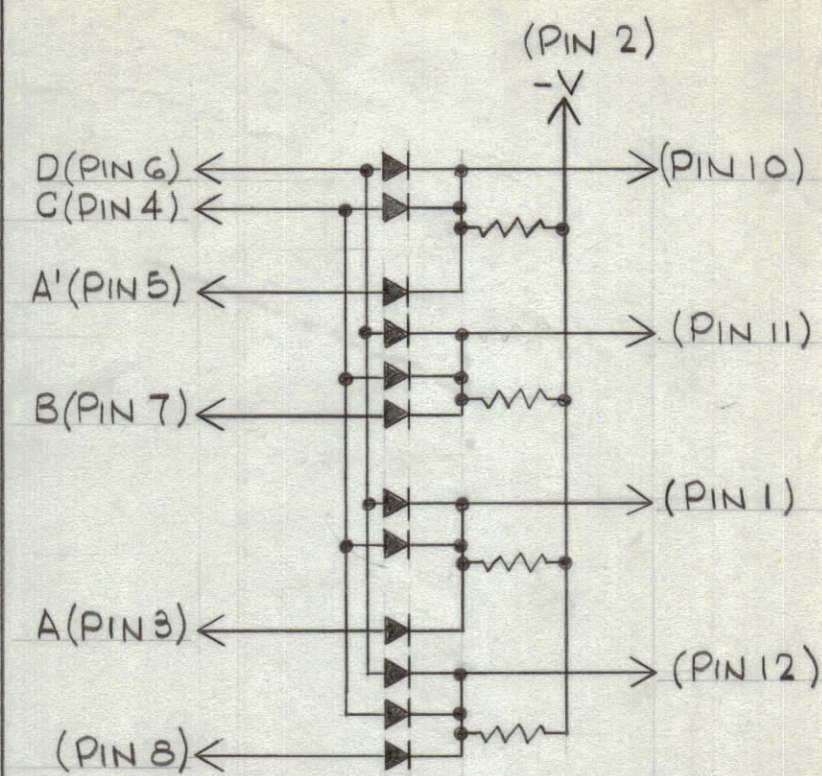 (PIN 2)
-V
D(PIN 6)
(PIN 10)
C(PIN 4)
A'(PIN 5)
(PIN 11)
B(PIN 7)
(PIN 1)
A(PIN 3)
(PIN 12)
(PIN 8)